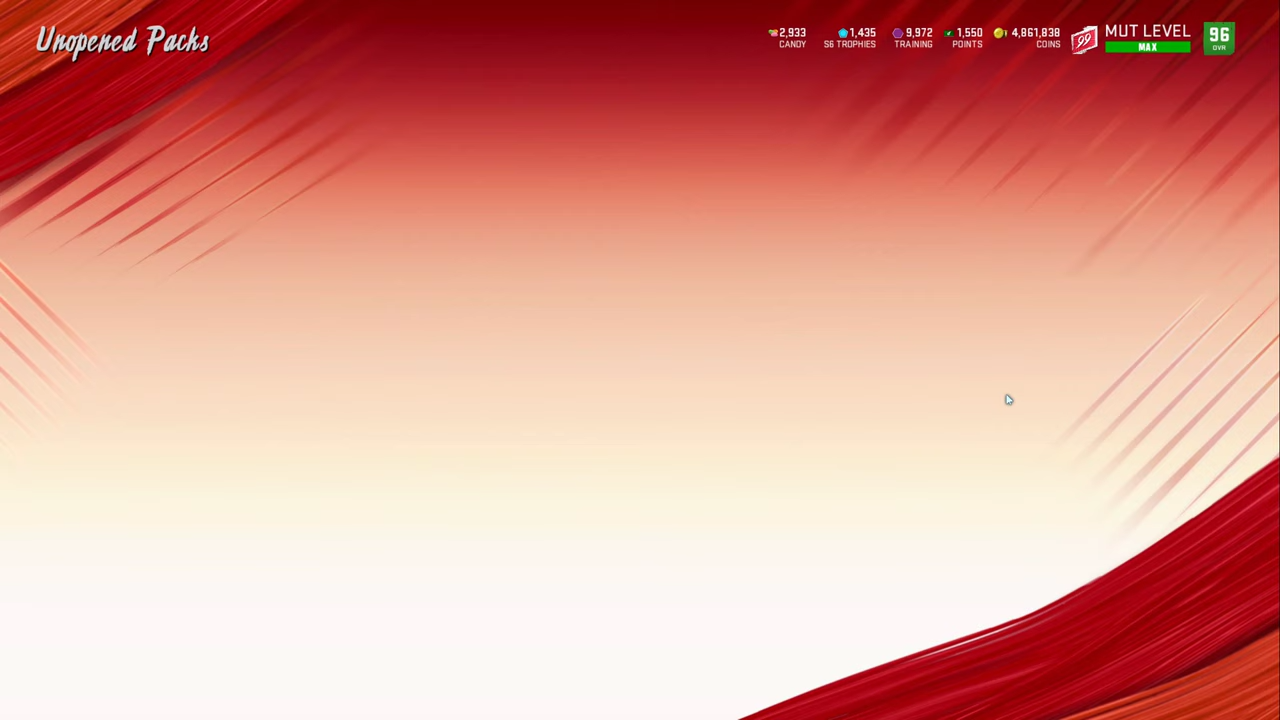 Unopened Packs
2,933
CANDY
1,435
S6 TROPHIES
9,972
TRAINING
1,550
POINTS
4,861,838
COINS
99
MUT LEVEL
MAX
96
OVR